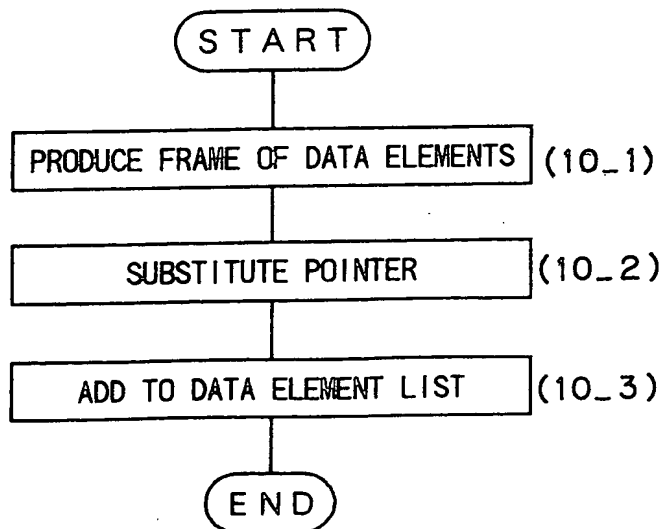 START
PRODUCE FRAME OF DATA ELEMENTS (10_1)
SUBSTITUTE POINTER (10_2)
ADD TO DATA ELEMENT LIST (10_3)
END